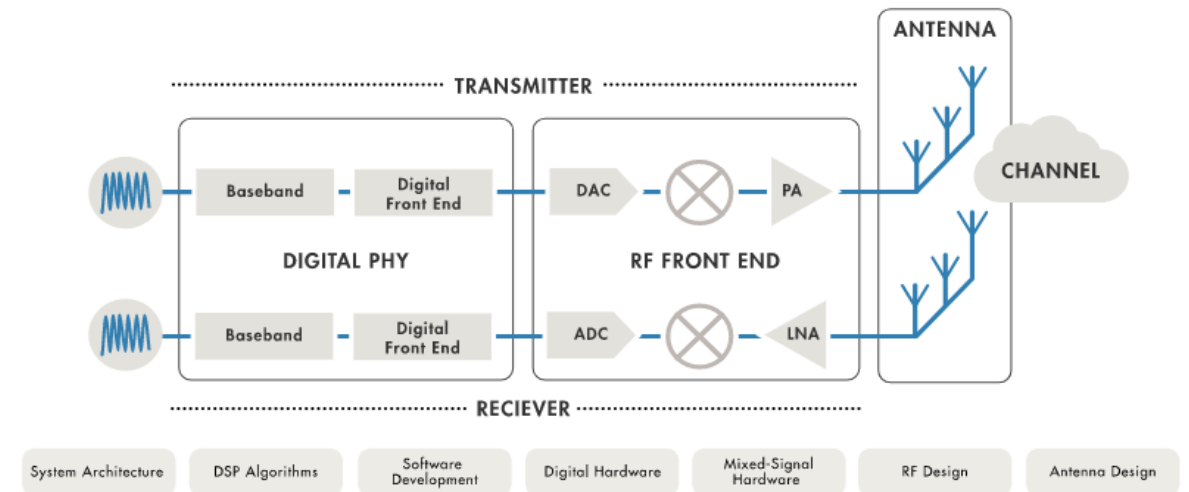 ANTENNA
TRANSMITTER
CHANNEL
Baseband
Digital
Front End
DAC
PA
DIGITAL PHY
RF FRONT END
Baseband
Digital
Front End
ADC
LNA
RECIEVER
System Architecture
DSP Algorithms
Software
Development
Digital Hardware
Mixed-Signal
Hardware
RF Design
Antenna Design